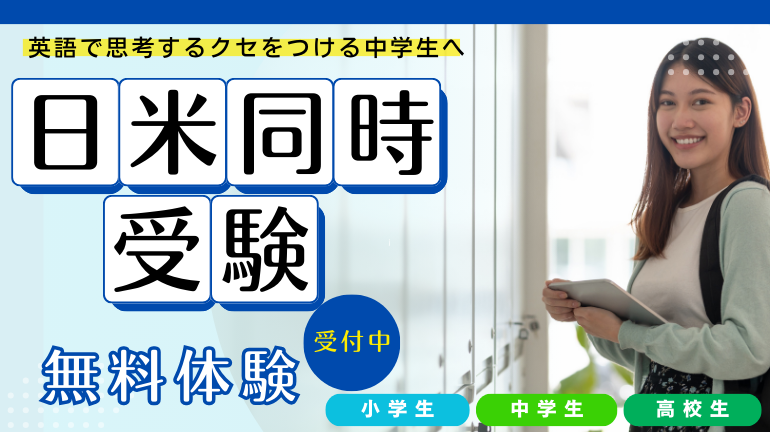 英語で思考するクセをつける中学生へ
日米同時
受験
受付中
無料体験
小学生 中学生 高校生